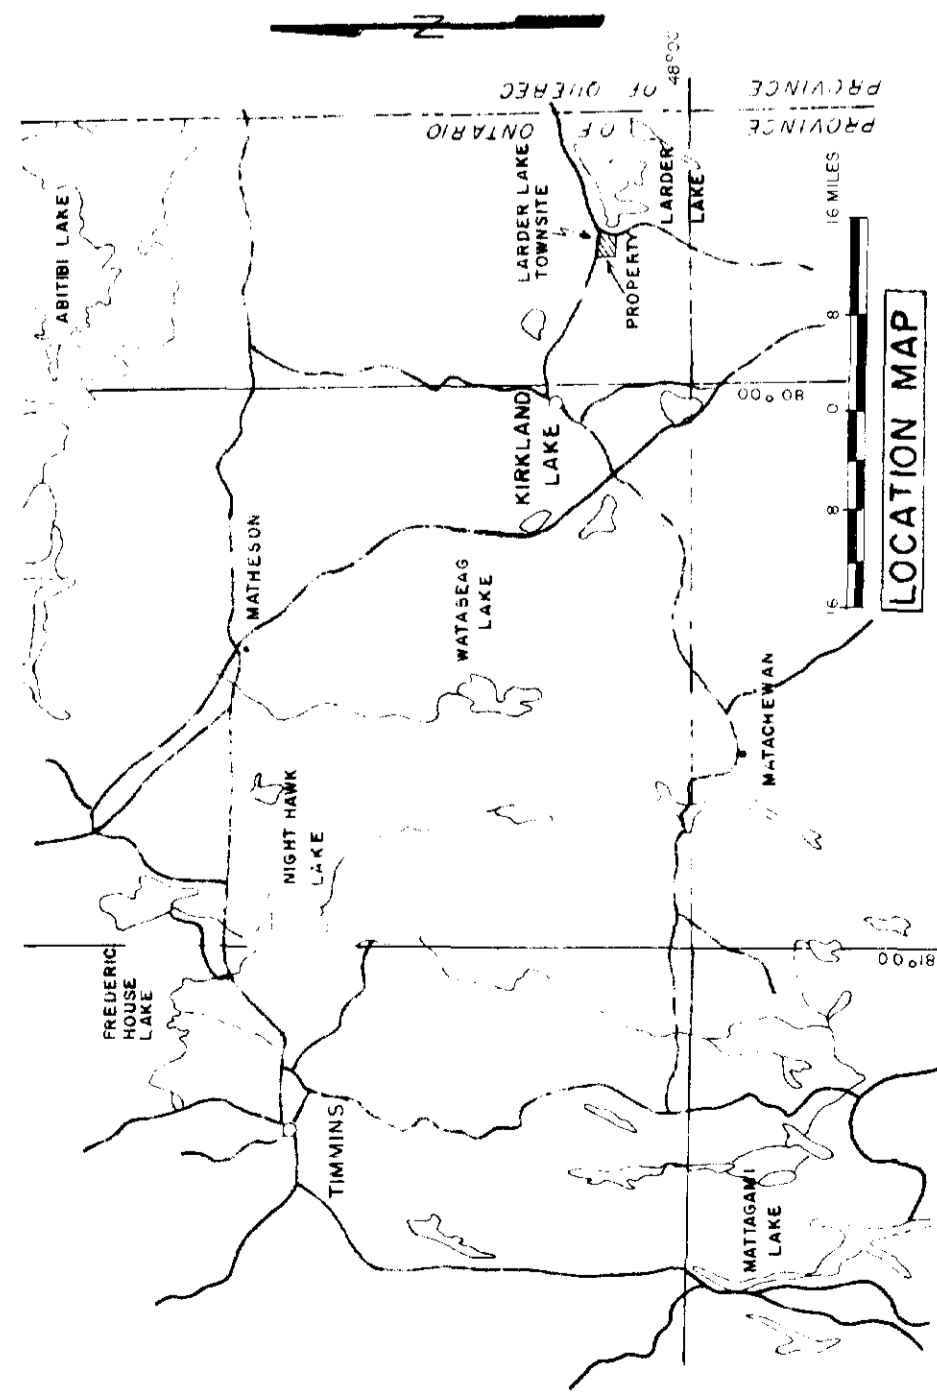 N
PROVINCE OF QUEBEC
PROVINCE OF ONTARIO
48°00'
ABITIBI LAKE
LARDER LAKE
TOWNSITE
LARDER
LAKE
PROPERTY
80°00'
KIRKLAND
LAKE
MATHESON
WATABEAG
LAKE
MATACHEWAN
NIGHT HAWK
LAKE
FREDERIC
HOUSE
LAKE
81°00'
TIMMINS
MATTAGAMI
LAKE
16 8 0 8 16 MILES
LOCATION MAP